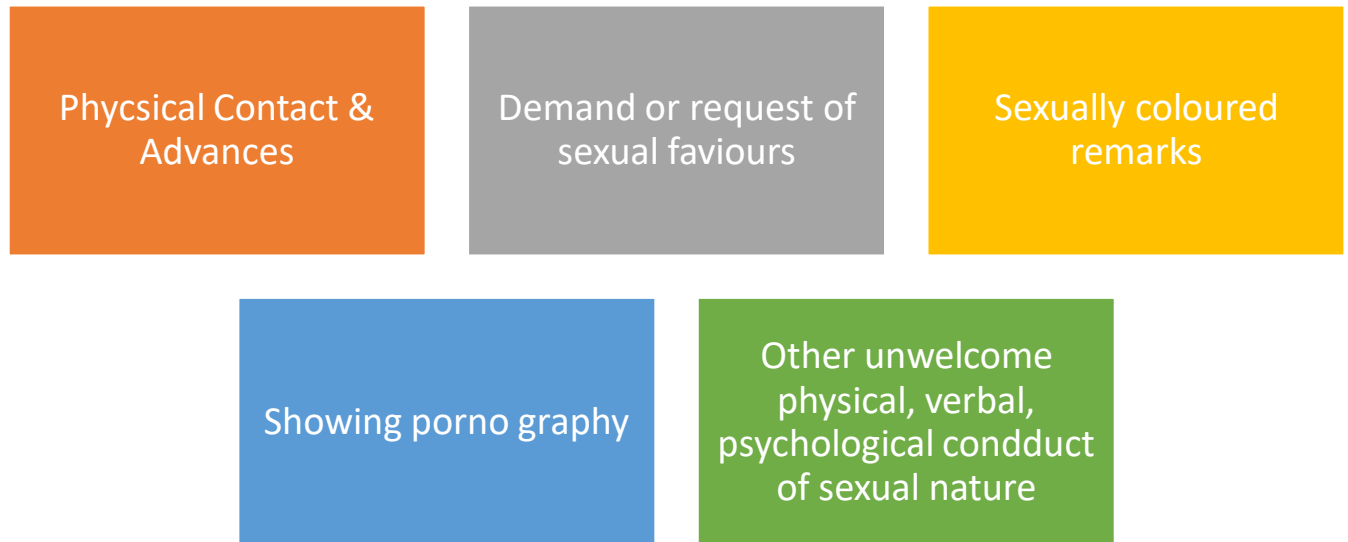 Phycsical Contact &
Advances
Demand or request of
sexual faviours
Sexually coloured
remarks
Showing porno graphy
Other unwelcome
physical, verbal,
psychological condduct
of sexual nature